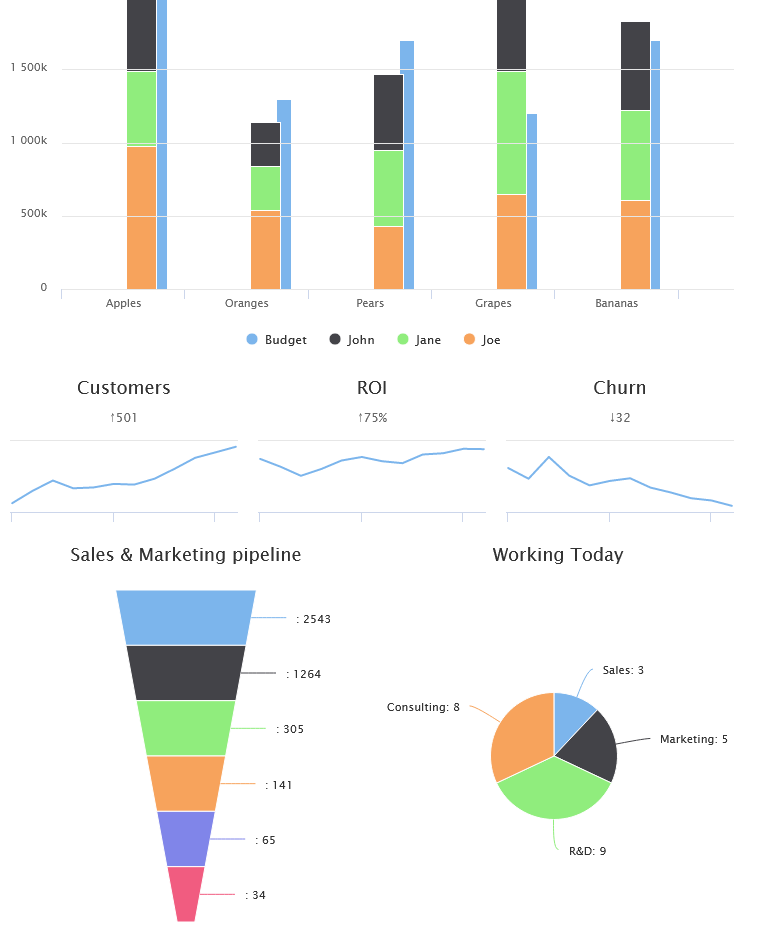 1 500k
1 000k
500k
0
Apples Oranges Pears Grapes Bananas
Budget John Jane Joe
Customers ROI Churn
↑501 ↑75% ↓32
Sales & Marketing pipeline Working Today
: 2543
: 1264
: 305
: 141
: 65
: 34
Sales: 3
Consulting: 8
Marketing: 5
R&D: 9